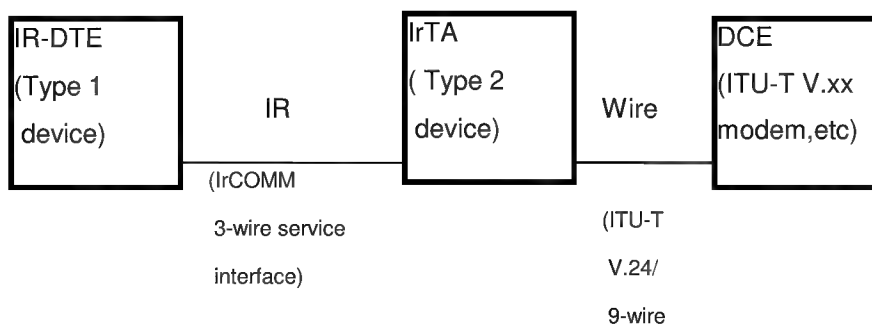 IR-DTE
(Type 1
device)
IR
(IrCOMM
3-wire service
interface)
IrTA
( Type 2
device)
Wire
(ITU-T
V.24/
9-wire
DCE
(ITU-T V.xx
modem,etc)